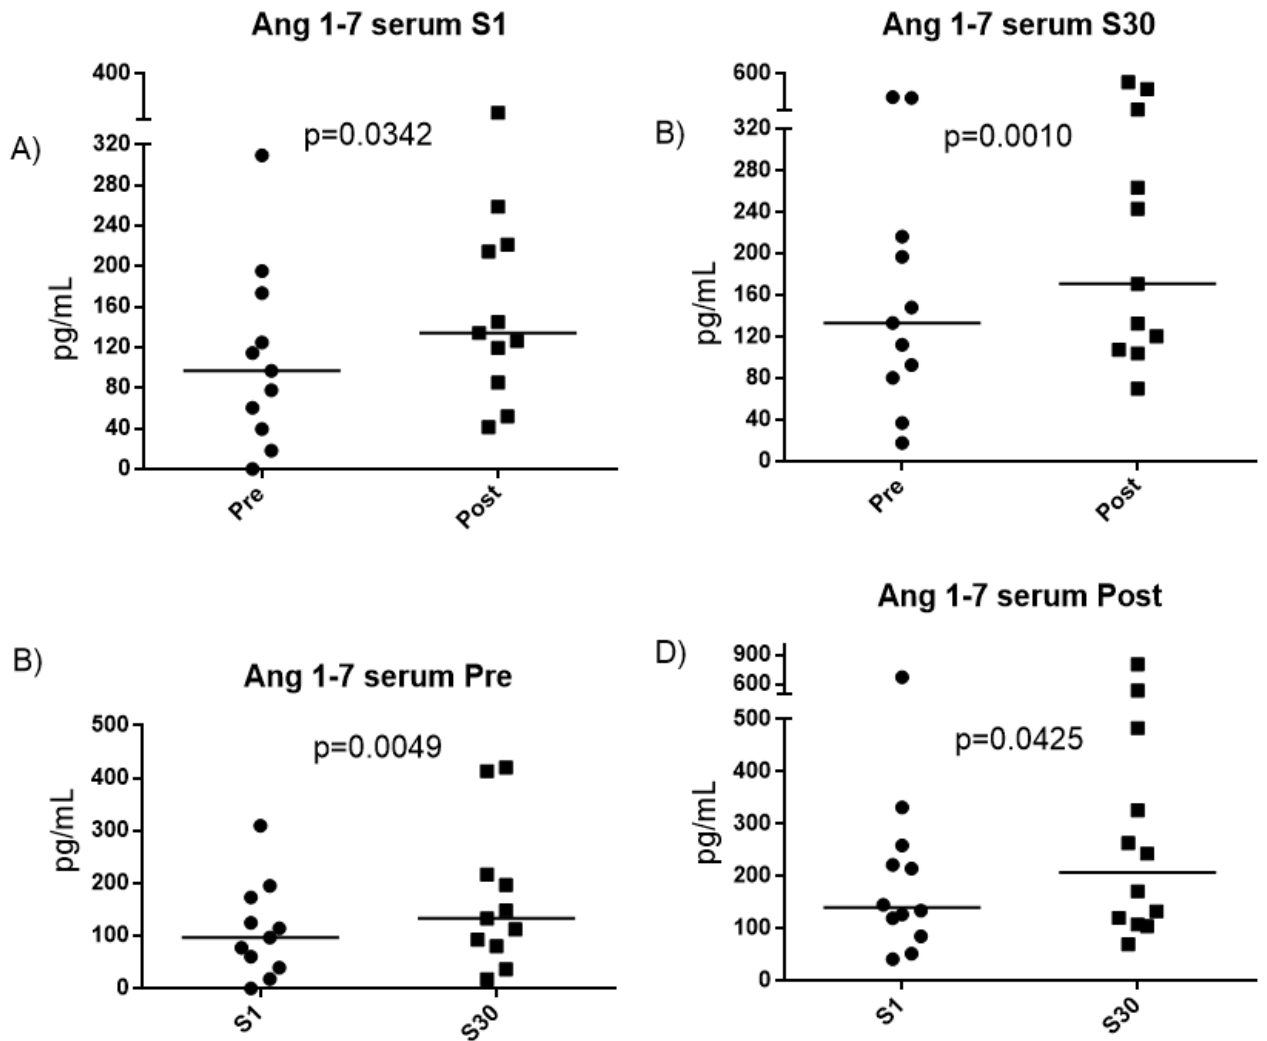 Ang 1-7 serum S1
A)
p=0.0342
pg/mL
400
320
280
240
200
160
120
80
40
0
Pre
Post
Ang 1-7 serum S30
B)
p=0.0010
pg/mL
600
320
280
240
200
160
120
80
40
0
Pre
Post
B)
Ang 1-7 serum Pre
p=0.0049
pg/mL
500
400
300
200
100
0
S1
S30
Ang 1-7 serum Post
D)
p=0.0425
pg/mL
900
600
500
400
300
200
100
0
S1
S30